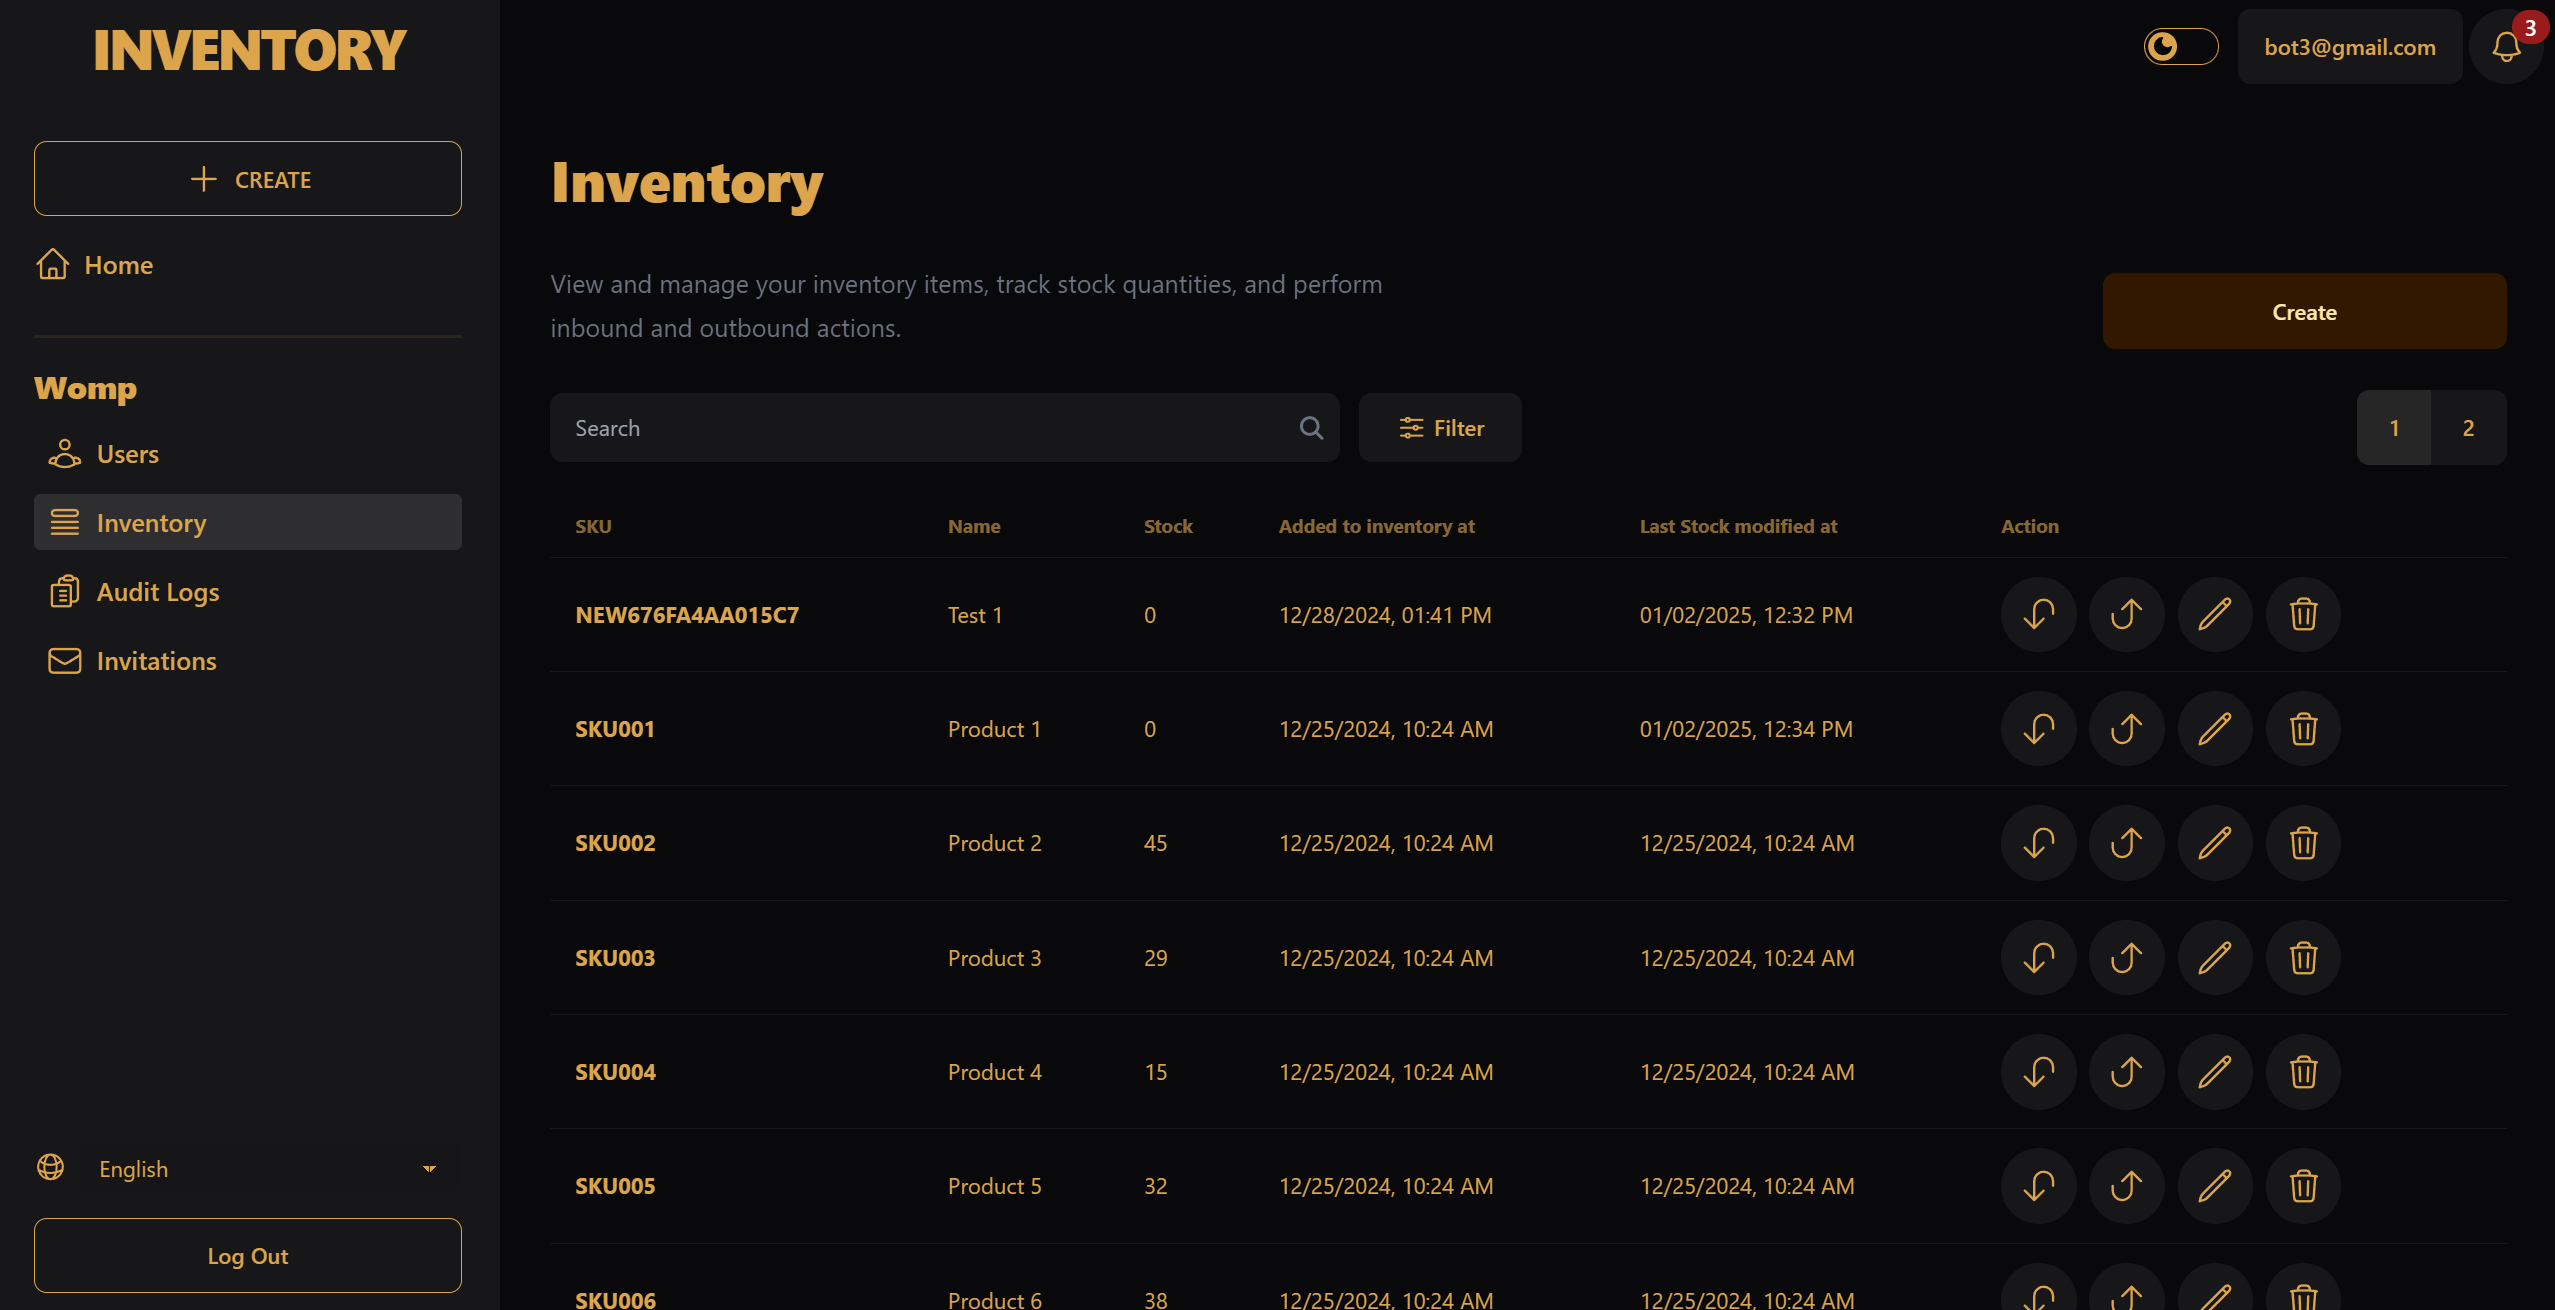 INVENTORY
CREATE
Home
Womp
Users
Inventory
Audit Logs
Invitations
English
Log Out
bot3@gmail.com
3
Inventory
View and manage your inventory items, track stock quantities, and perform
inbound and outbound actions.
Create
Search
Filter
1 2
SKU Name Stock Added to inventory at Last Stock modified at Action
NEW676FA4AA015C7 Test 1 0 12/28/2024, 01:41 PM 01/02/2025, 12:32 PM
SKU001 Product 1 0 12/25/2024, 10:24 AM 01/02/2025, 12:34 PM
SKU002 Product 2 45 12/25/2024, 10:24 AM 12/25/2024, 10:24 AM
SKU003 Product 3 29 12/25/2024, 10:24 AM 12/25/2024, 10:24 AM
SKU004 Product 4 15 12/25/2024, 10:24 AM 12/25/2024, 10:24 AM
SKU005 Product 5 32 12/25/2024, 10:24 AM 12/25/2024, 10:24 AM
SKU006 Product 6 38 12/25/2024, 10:24 AM 12/25/2024, 10:24 AM